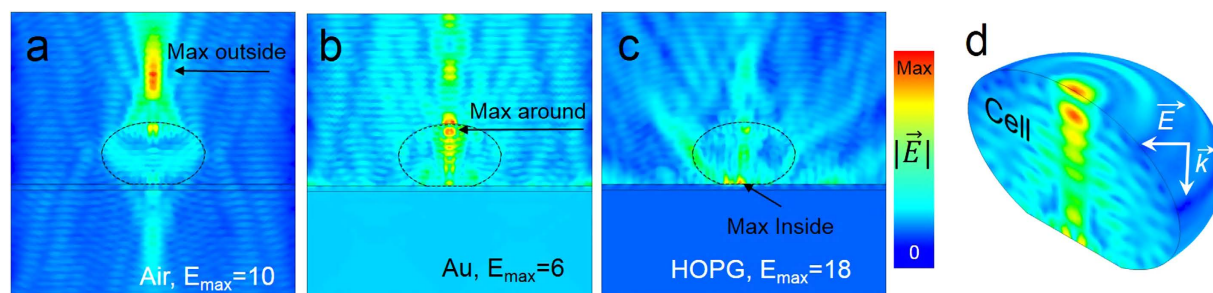 a
Max outside
Air, Emax=10
b
Max around
Au, Emax=6
c
Max Inside
HOPG, Emax=18
Max
|E⃗|
0
d
Cell
E⃗
k⃗